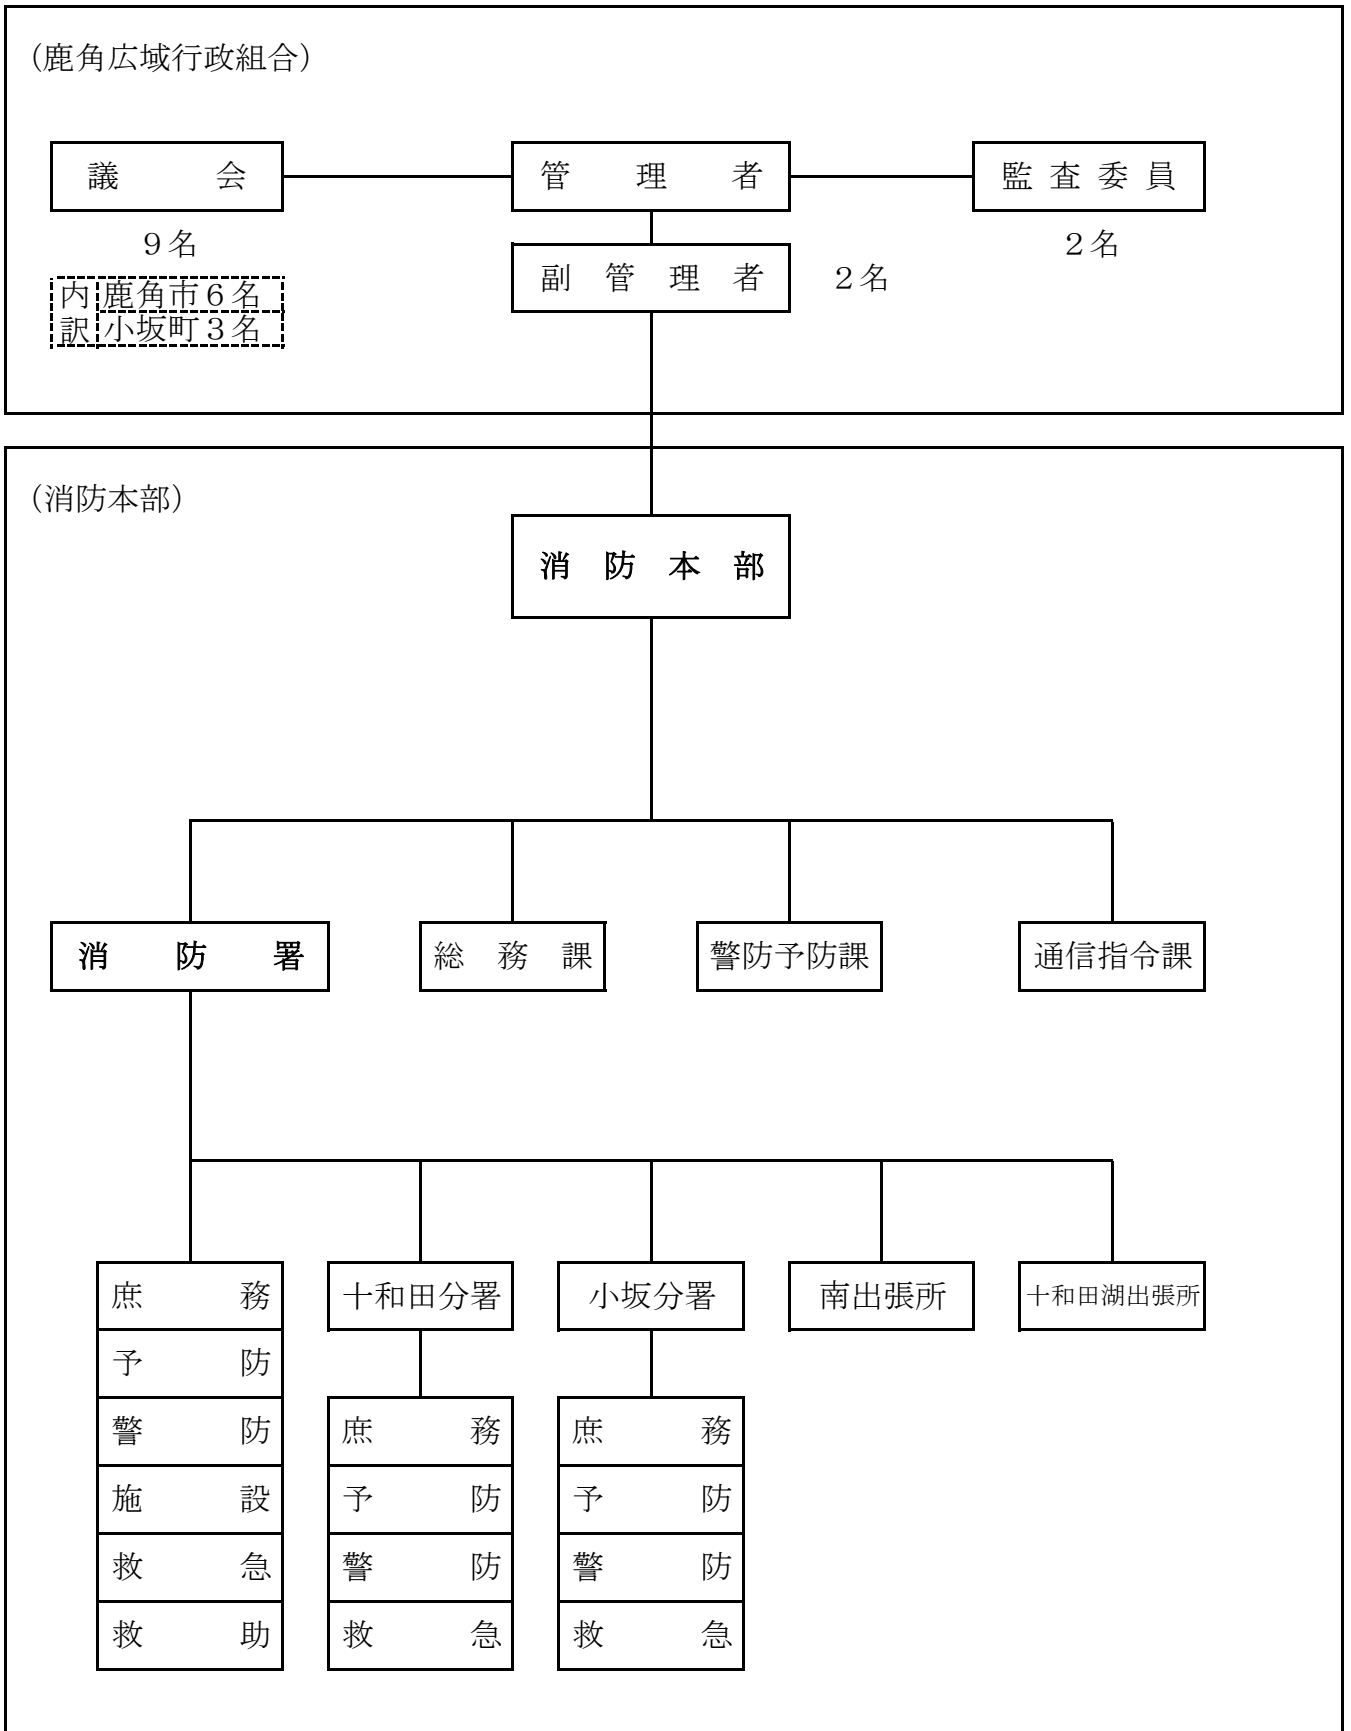 （鹿角広域行政組合）
議会
管理者
監査委員
９名
２名
副管理者
２名
内訳
鹿角市６名
小坂町３名
（消防本部）
消防本部
消防署
総務課
警防予防課
通信指令課
庶務
予防
警防
施設
救急
救助
十和田分署
庶務
予防
警防
救急
小坂分署
庶務
予防
警防
救急
南出張所
十和田湖出張所